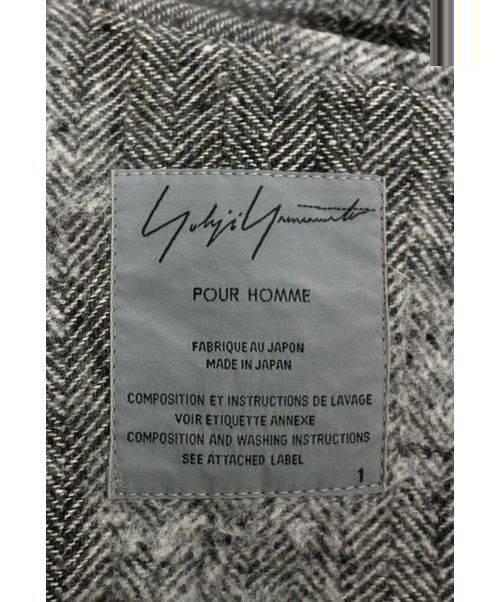 Yohji Yamamoto
POUR HOMME
FABRIQUE AU JAPON
MADE IN JAPAN
COMPOSITION ET INSTRUCTIONS DE LAVAGE
VOIR ETIQUETTE ANNEXE
COMPOSITION AND WASHING INSTRUCTIONS
SEE ATTACHED LABEL
1